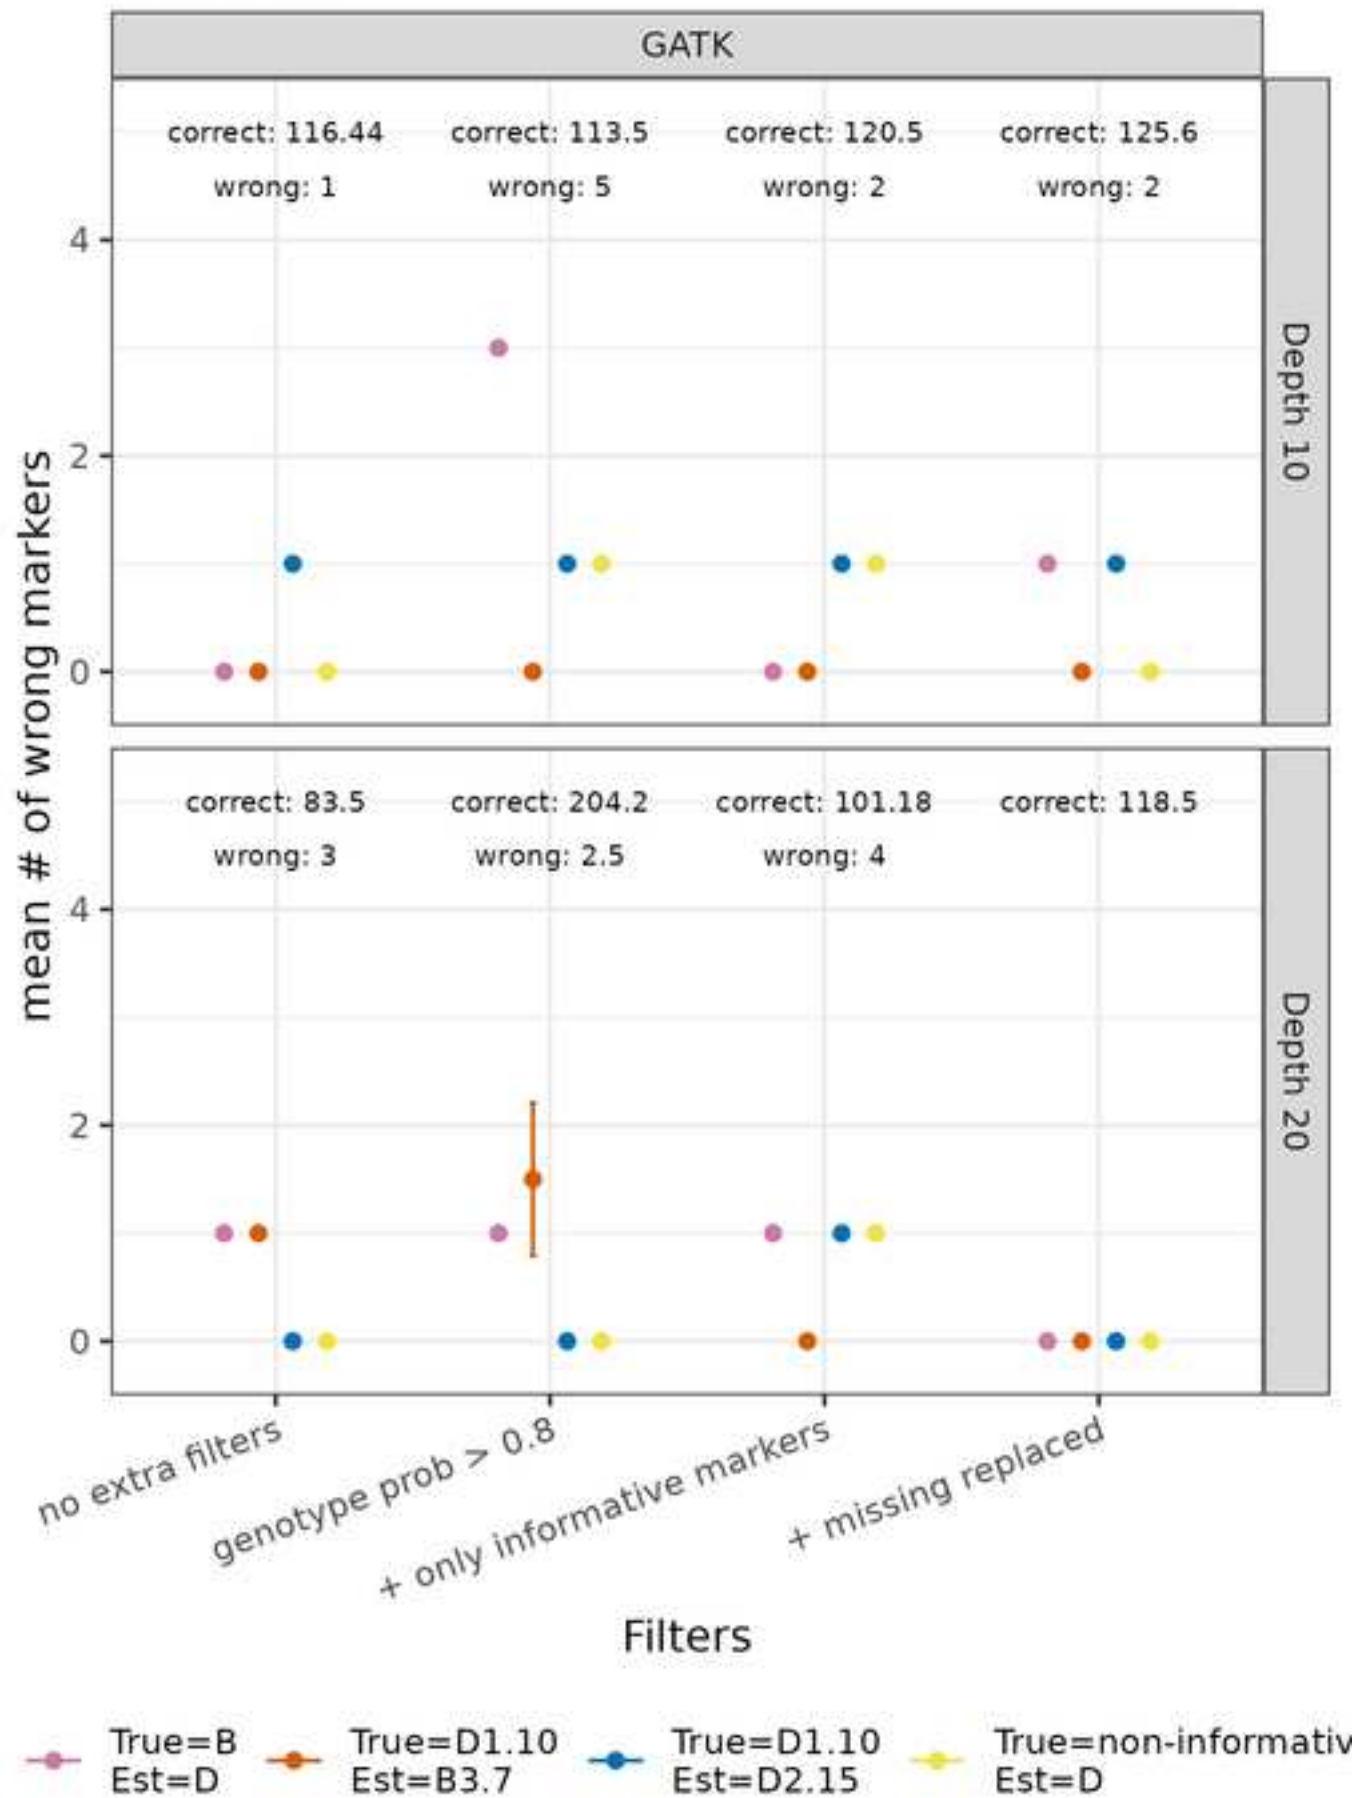 GATK
correct: 116.44 correct: 113.5 correct: 120.5 correct: 125.6
wrong: 1 wrong: 5 wrong: 2 wrong: 2
4
2
0
Depth 10
mean # of wrong markers
correct: 83.5 correct: 204.2 correct: 101.18 correct: 118.5
wrong: 3 wrong: 2.5 wrong: 4
4
2
0
Depth 20
no extra filters
genotype prob > 0.8
+ only informative markers
+ missing replaced
Filters
True=B True=D1.10 True=D1.10 True=non-informativ
Est=D Est=B3.7 Est=D2.15 Est=D